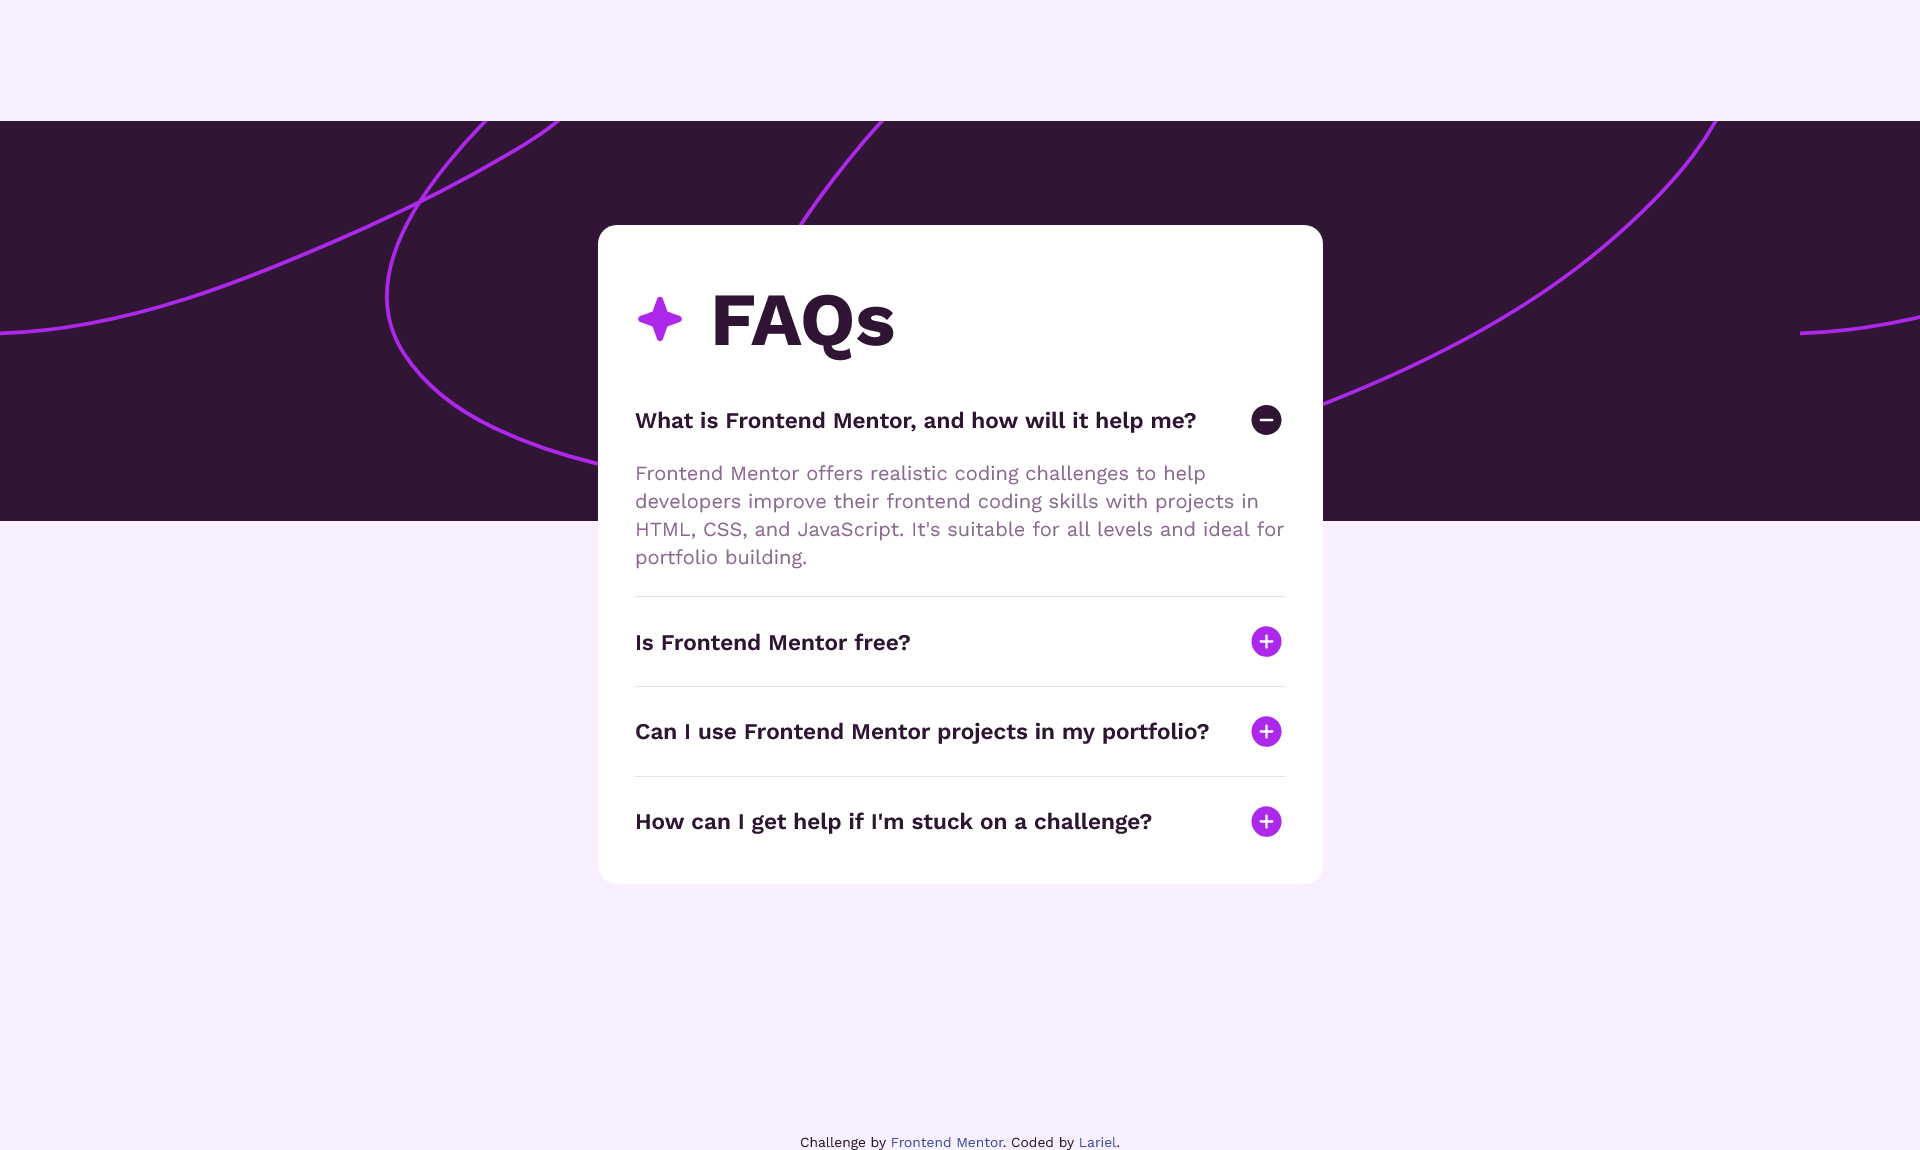 FAQs
What is Frontend Mentor, and how will it help me?
Frontend Mentor offers realistic coding challenges to help
developers improve their frontend coding skills with projects in
HTML, CSS, and JavaScript. It's suitable for all levels and ideal for
portfolio building.
Is Frontend Mentor free?
Can I use Frontend Mentor projects in my portfolio?
How can I get help if I'm stuck on a challenge?
Challenge by Frontend Mentor. Coded by Lariel.